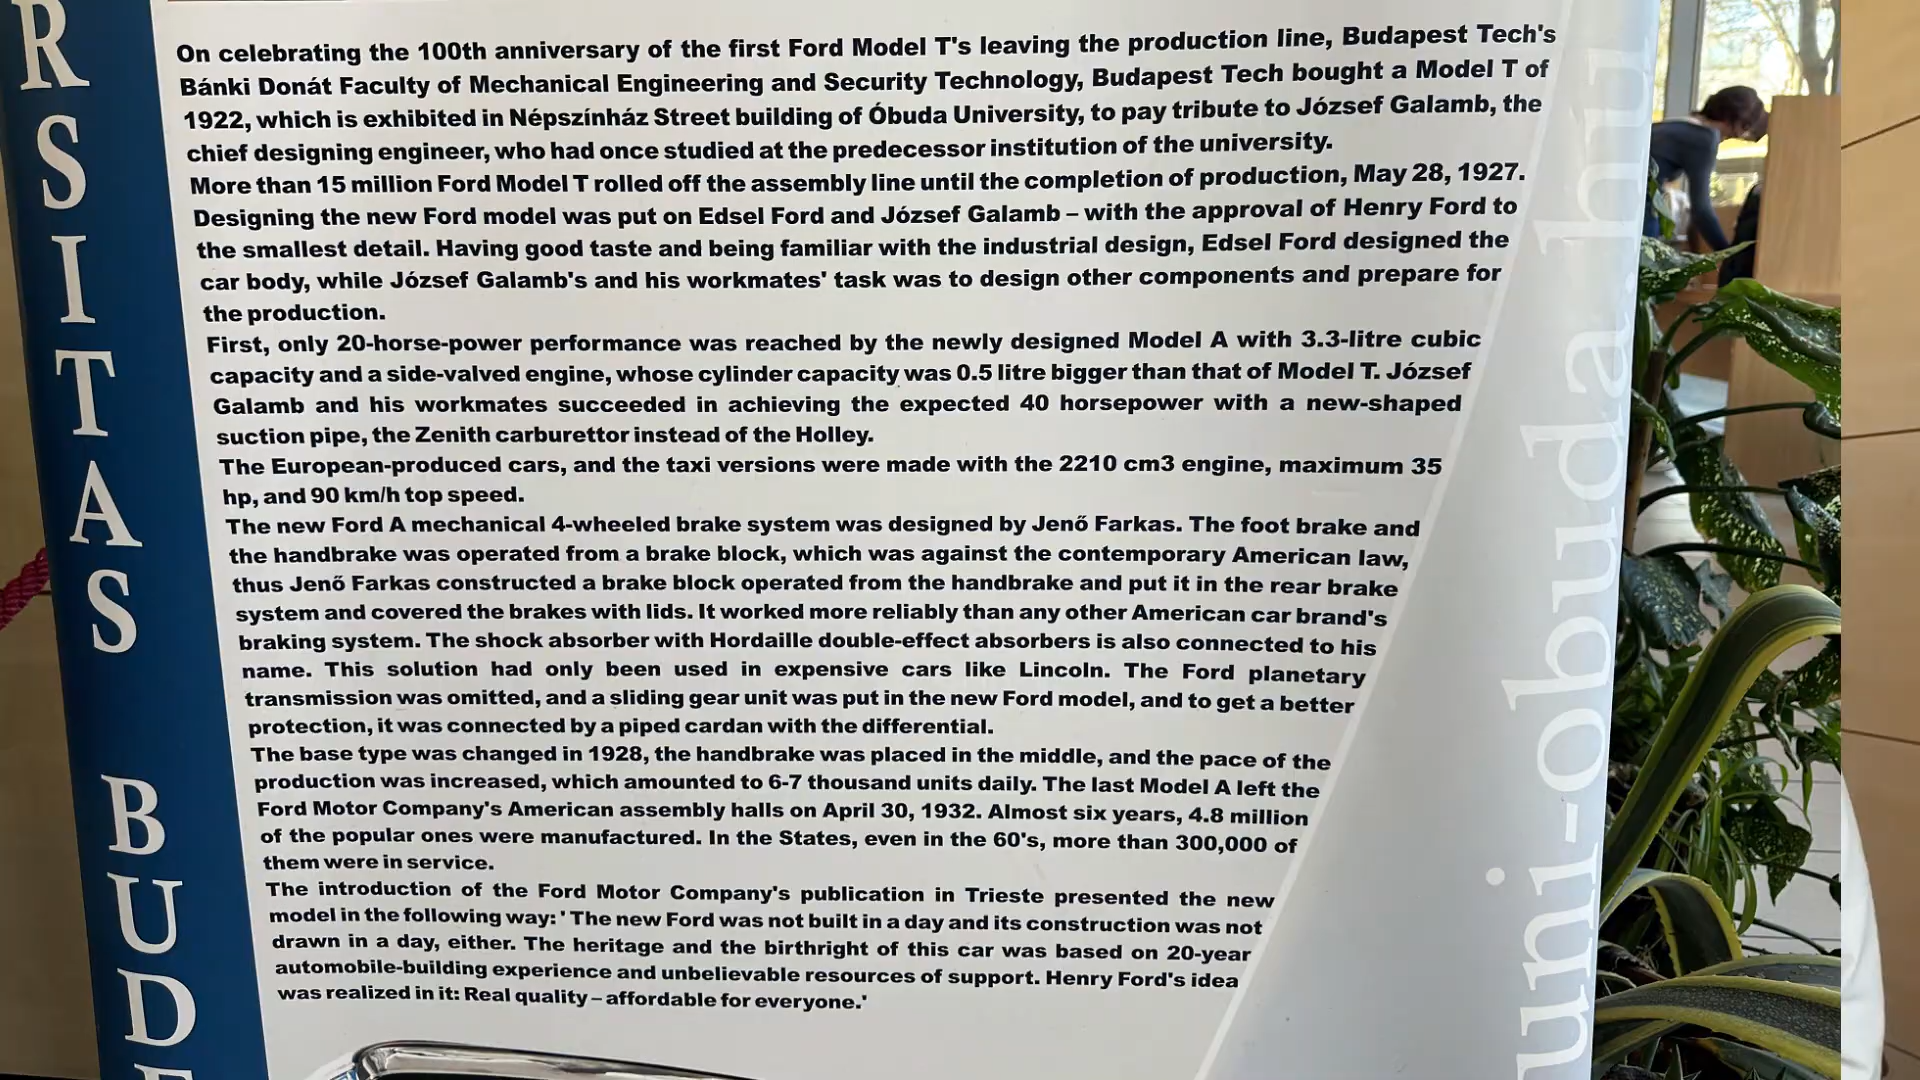 On celebrating the 100th anniversary of the first Ford Model T's leaving the production line, Budapest Tech's
Bánki Donát Faculty of Mechanical Engineering and Security Technology, Budapest Tech bought a Model T of
1922, which is exhibited in Népszínház Street building of Óbuda University, to pay tribute to József Galamb, the
chief designing engineer, who had once studied at the predecessor institution of the university.
More than 15 million Ford Model T rolled off the assembly line until the completion of production, May 28, 1927.
Designing the new Ford model was put on Edsel Ford and József Galamb – with the approval of Henry Ford to
the smallest detail. Having good taste and being familiar with the industrial design, Edsel Ford designed the
car body, while József Galamb's and his workmates' task was to design other components and prepare for
the production.
First, only 20-horse-power performance was reached by the newly designed Model A with 3.3-litre cubic
capacity and a side-valved engine, whose cylinder capacity was 0.5 litre bigger than that of Model T. József
Galamb and his workmates succeeded in achieving the expected 40 horsepower with a new-shaped
suction pipe, the Zenith carburettor instead of the Holley.
The European-produced cars, and the taxi versions were made with the 2210 cm3 engine, maximum 35
hp, and 90 km/h top speed.
The new Ford A mechanical 4-wheeled brake system was designed by Jenő Farkas. The foot brake and
the handbrake was operated from a brake block, which was against the contemporary American law,
thus Jenő Farkas constructed a brake block operated from the handbrake and put it in the rear brake
system and covered the brakes with lids. It worked more reliably than any other American car brand's
braking system. The shock absorber with Hordaille double-effect absorbers is also connected to his
name. This solution had only been used in expensive cars like Lincoln. The Ford planetary
transmission was omitted, and a sliding gear unit was put in the new Ford model, and to get a better
protection, it was connected by a piped cardan with the differential.
The base type was changed in 1928, the handbrake was placed in the middle, and the pace of the
production was increased, which amounted to 6-7 thousand units daily. The last Model A left the
Ford Motor Company's American assembly halls on April 30, 1932. Almost six years, 4.8 million
of the popular ones were manufactured. In the States, even in the 60's, more than 300,000 of
them were in service.
The introduction of the Ford Motor Company's publication in Trieste presented the new
model in the following way: 'The new Ford was not built in a day and its construction was not
drawn in a day, either. The heritage and the birthright of this car was based on 20-year
automobile-building experience and unbelievable resources of support. Henry Ford's idea
was realized in it: Real quality – affordable for everyone.'
RSITAS BUDE
uni-obuda.hu